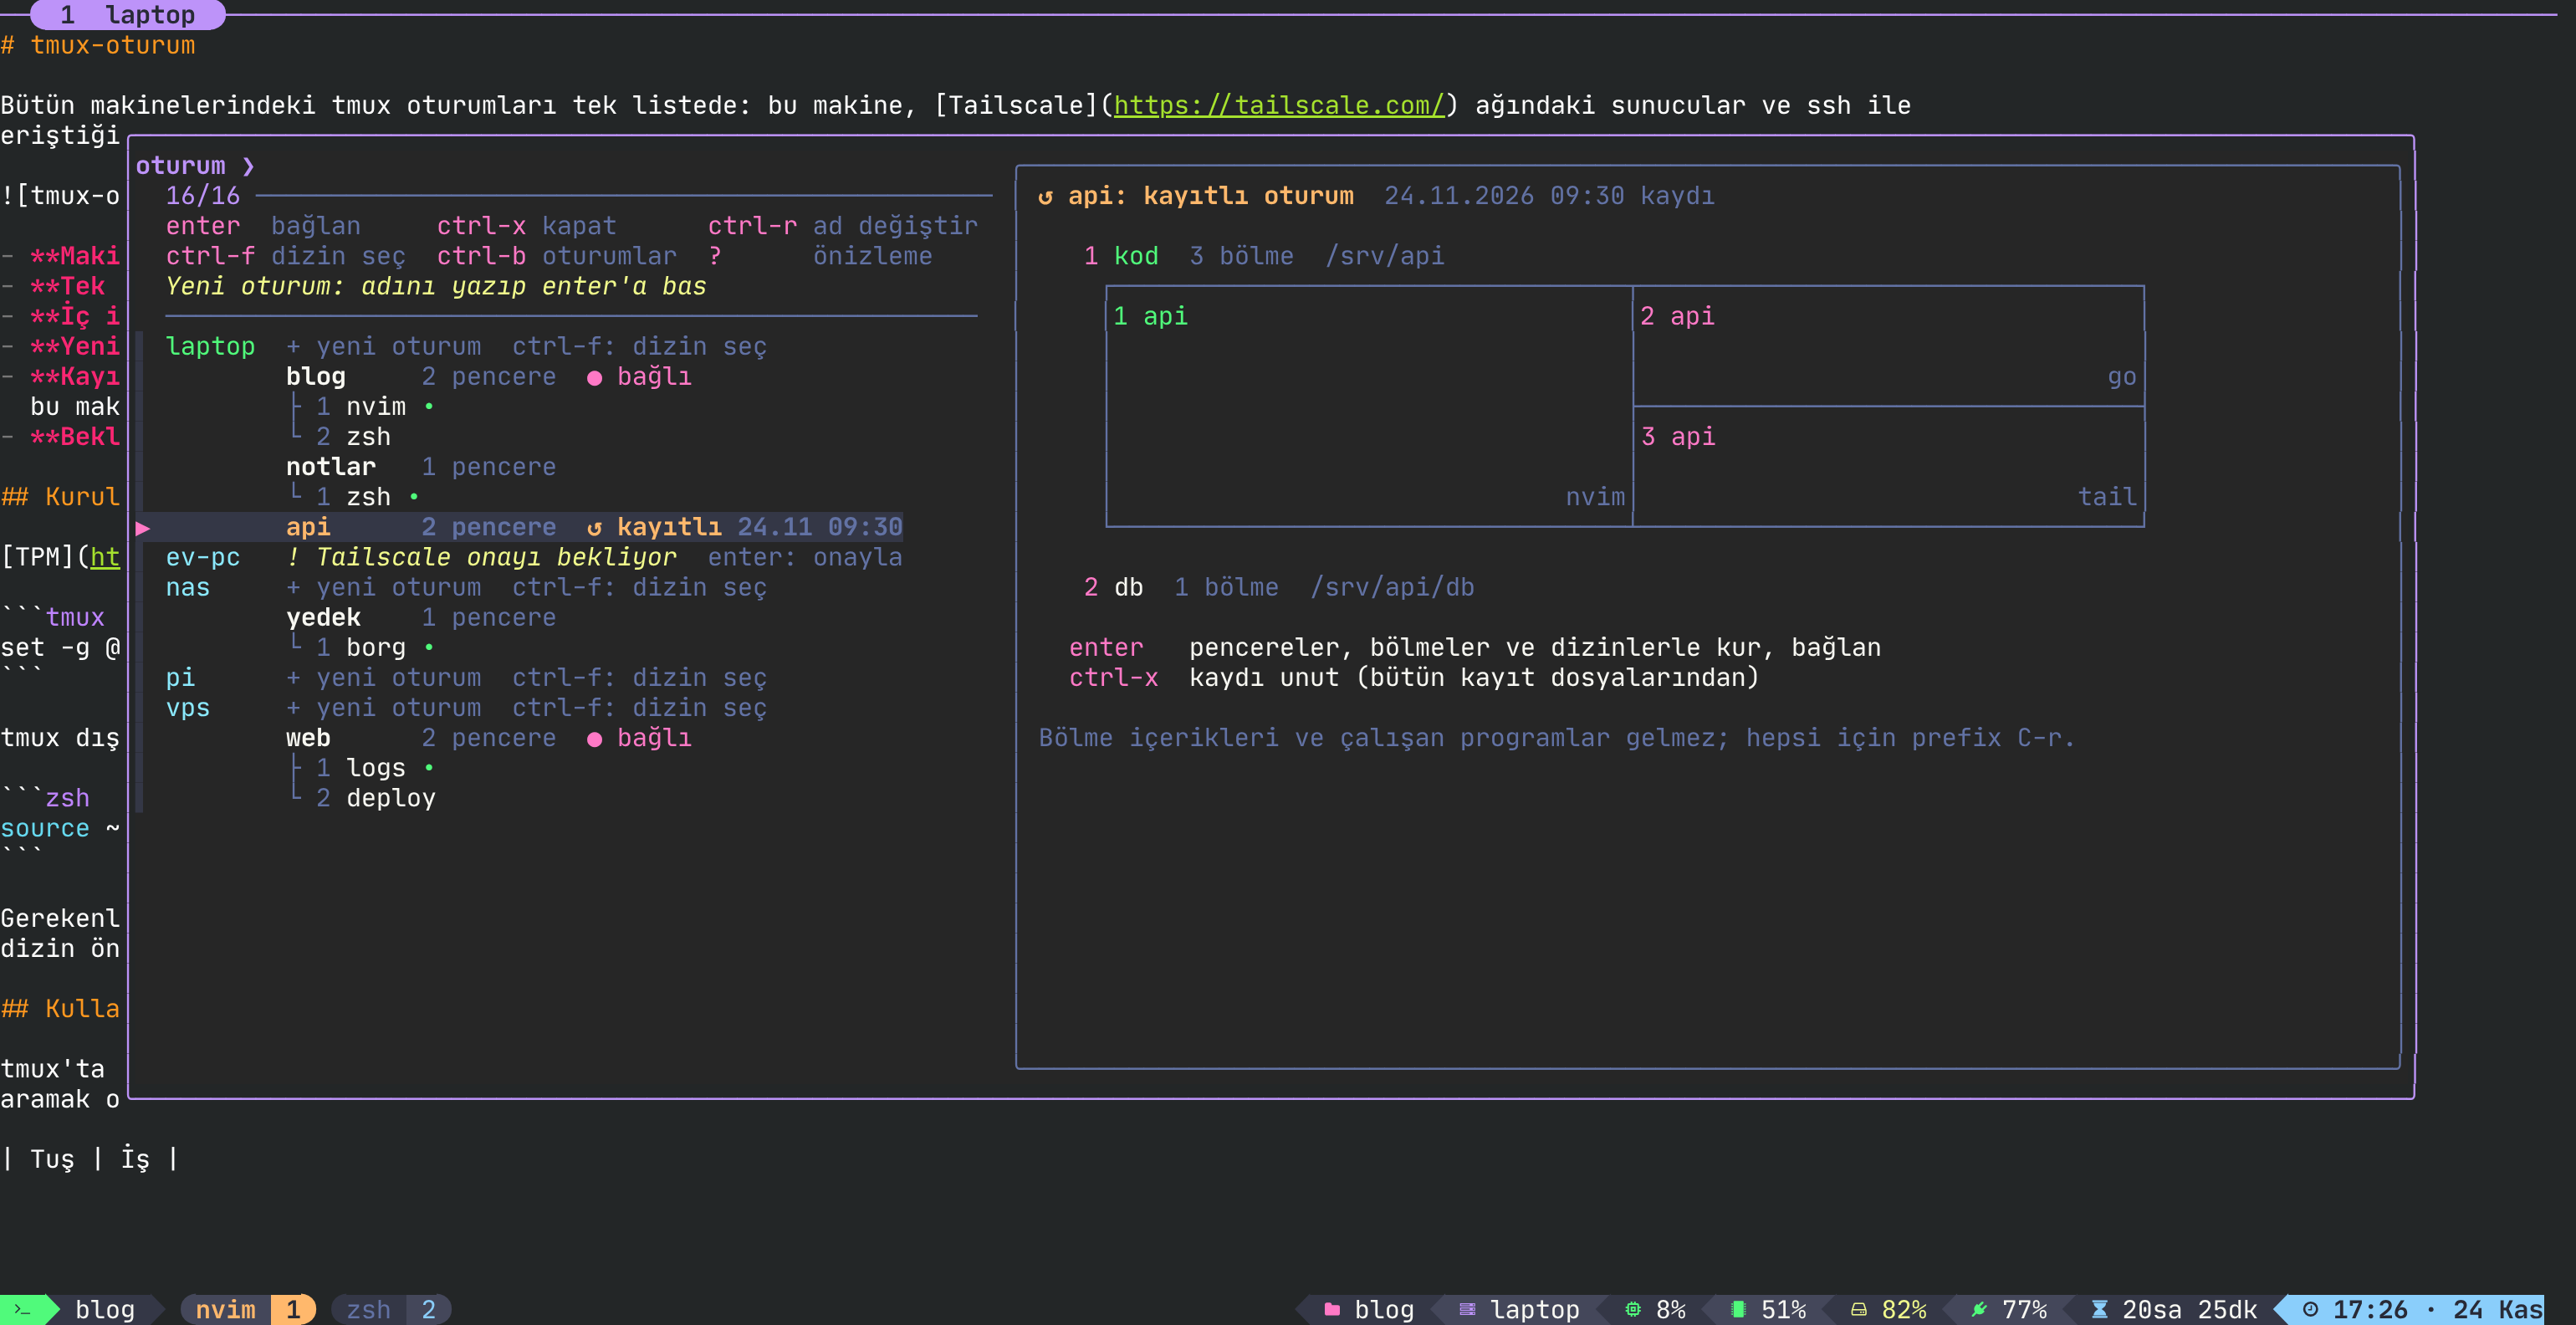 1 laptop
# tmux-oturum
Bütün makinelerindeki tmux oturumları tek listede: bu makine, [Tailscale](https://tailscale.com/) ağındaki sunucular ve ssh ile
eriştiği
![tmux-o
- **Maki
- **Tek
- **İç i
- **Yeni
- **Kayı
bu mak
- **Bekl
## Kurul
[TPM](ht
```tmux
set -g @
```
tmux dış
```zsh
source ~
```
Gerekenl
dizin ön
## Kulla
tmux'ta
aramak o
| Tuş | İş |
oturum ❯
16/16
enter bağlan ctrl-x kapat ctrl-r ad değiştir
ctrl-f dizin seç ctrl-b oturumlar ? önizleme
Yeni oturum: adını yazıp enter'a bas
laptop + yeni oturum ctrl-f: dizin seç
blog 2 pencere ● bağlı
├ 1 nvim •
└ 2 zsh
notlar 1 pencere
└ 1 zsh •
▶ api 2 pencere ↺ kayıtlı 24.11 09:30
ev-pc ! Tailscale onayı bekliyor enter: onayla
nas + yeni oturum ctrl-f: dizin seç
yedek 1 pencere
└ 1 borg •
pi + yeni oturum ctrl-f: dizin seç
vps + yeni oturum ctrl-f: dizin seç
web 2 pencere ● bağlı
├ 1 logs •
└ 2 deploy
↺ api: kayıtlı oturum 24.11.2026 09:30 kaydı
1 kod 3 bölme /srv/api
1 api
nvim
2 api
go
3 api
tail
2 db 1 bölme /srv/api/db
enter pencereler, bölmeler ve dizinlerle kur, bağlan
ctrl-x kaydı unut (bütün kayıt dosyalarından)
Bölme içerikleri ve çalışan programlar gelmez; hepsi için prefix C-r.
blog nvim 1 zsh 2 blog laptop 8% 51% 82% 77% 20sa 25dk 17:26 · 24 Kas